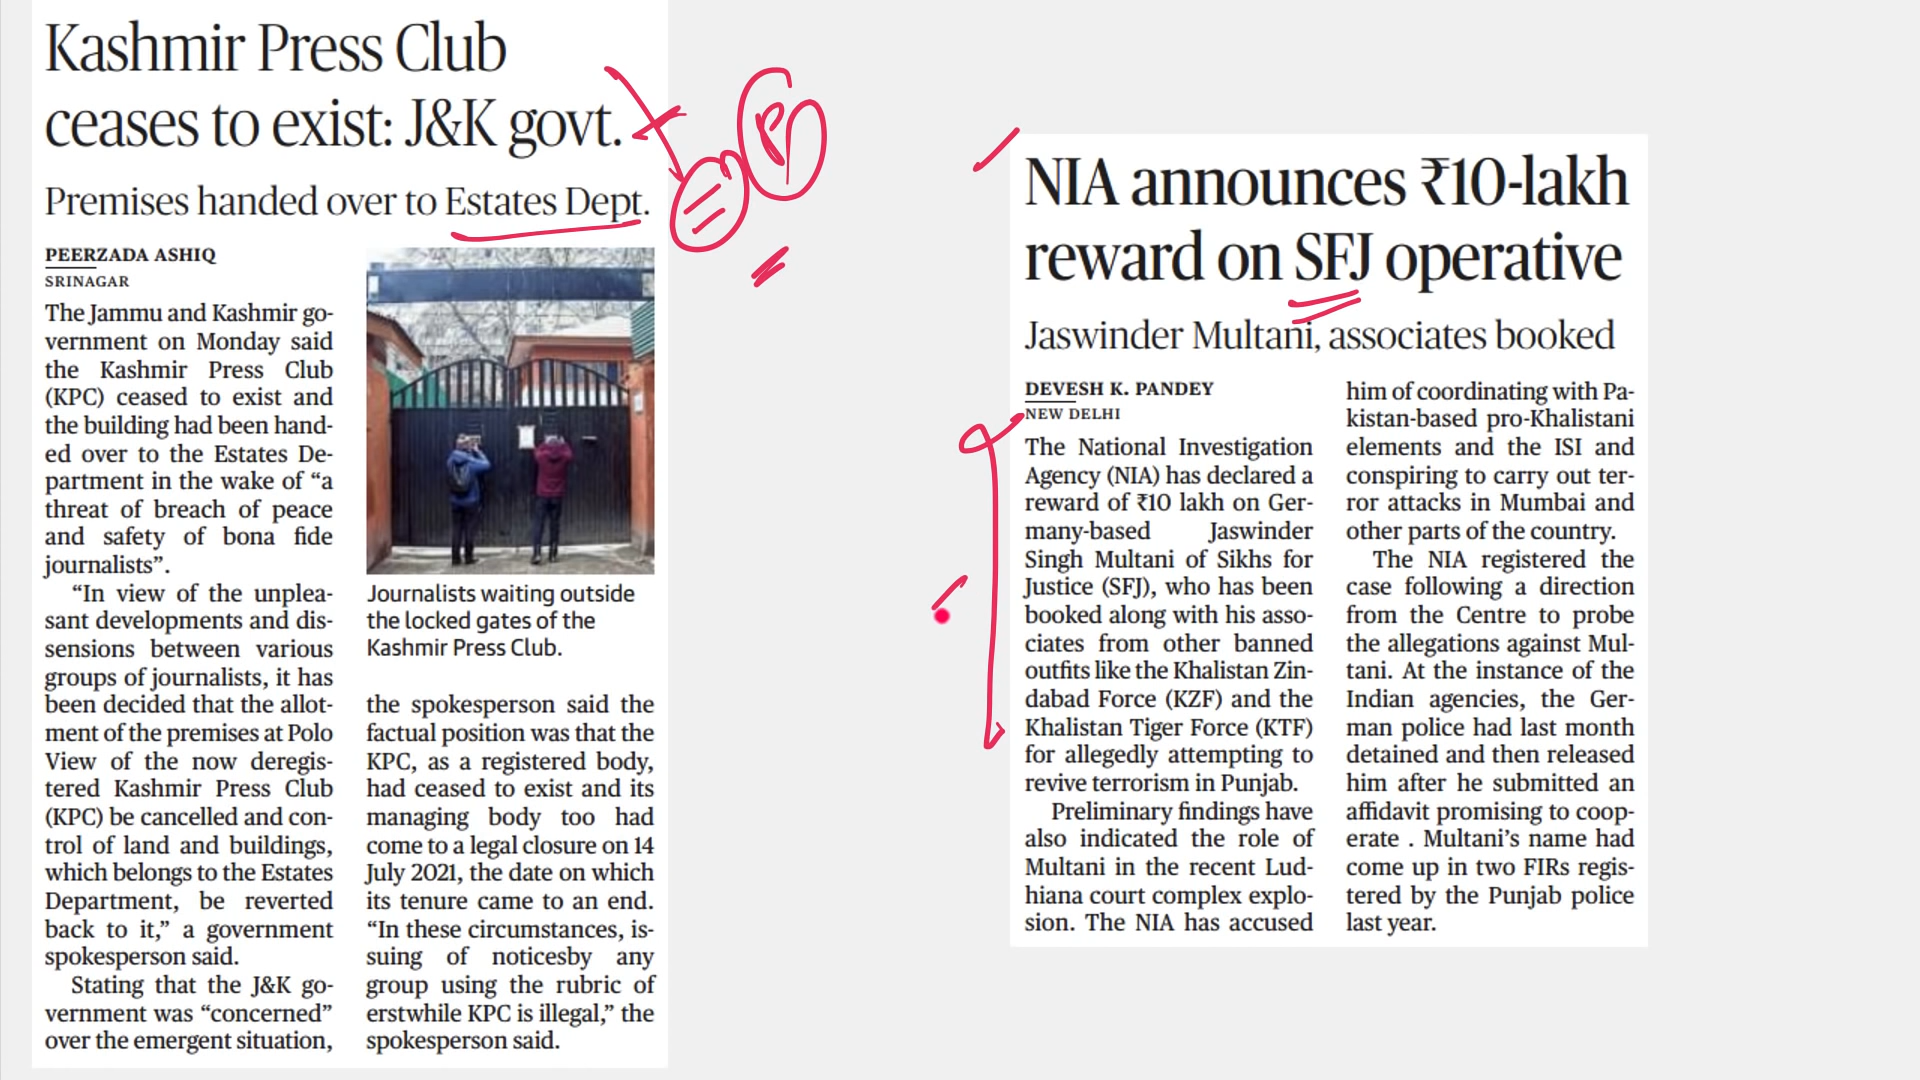 Kashmir Press Club
ceases to exist: J&K govt.
Premises handed over to Estates Dept.
PEERZADA ASHIQ
SRINAGAR
The Jammu and Kashmir go-
vernment on Monday said
the Kashmir Press Club
(KPC) ceased to exist and
the building had been hand-
ed over to the Estates De-
partment in the wake of “a
threat of breach of peace
and safety of bona fide
journalists”.
“In view of the unplea-
sant developments and dis-
sensions between various
groups of journalists, it has
been decided that the allot-
ment of the premises at Polo
View of the now deregis-
tered Kashmir Press Club
(KPC) be cancelled and con-
trol of land and buildings,
which belongs to the Estates
Department, be reverted
back to it,” a government
spokesperson said.
Stating that the J&K go-
vernment was “concerned”
over the emergent situation,
Journalists waiting outside
the locked gates of the
Kashmir Press Club.
the spokesperson said the
factual position was that the
KPC, as a registered body,
had ceased to exist and its
managing body too had
come to a legal closure on 14
July 2021, the date on which
its tenure came to an end.
“In these circumstances, is-
suing of noticesby any
group using the rubric of
erstwhile KPC is illegal,” the
spokesperson said.
NIA announces ₹10-lakh
reward on SFJ operative
Jaswinder Multani, associates booked
DEVESH K. PANDEY
NEW DELHI
The National Investigation
Agency (NIA) has declared a
reward of ₹10 lakh on Ger-
many-based Jaswinder
Singh Multani of Sikhs for
Justice (SFJ), who has been
booked along with his asso-
ciates from other banned
outfits like the Khalistan Zin-
dabad Force (KZF) and the
Khalistan Tiger Force (KTF)
for allegedly attempting to
revive terrorism in Punjab.
Preliminary findings have
also indicated the role of
Multani in the recent Lud-
hiana court complex explo-
sion. The NIA has accused
him of coordinating with Pa-
kistan-based pro-Khalistani
elements and the ISI and
conspiring to carry out ter-
ror attacks in Mumbai and
other parts of the country.
The NIA registered the
case following a direction
from the Centre to probe
the allegations against Mul-
tani. At the instance of the
Indian agencies, the Ger-
man police had last month
detained and then released
him after he submitted an
affidavit promising to coop-
erate . Multani’s name had
come up in two FIRs regis-
tered by the Punjab police
last year.